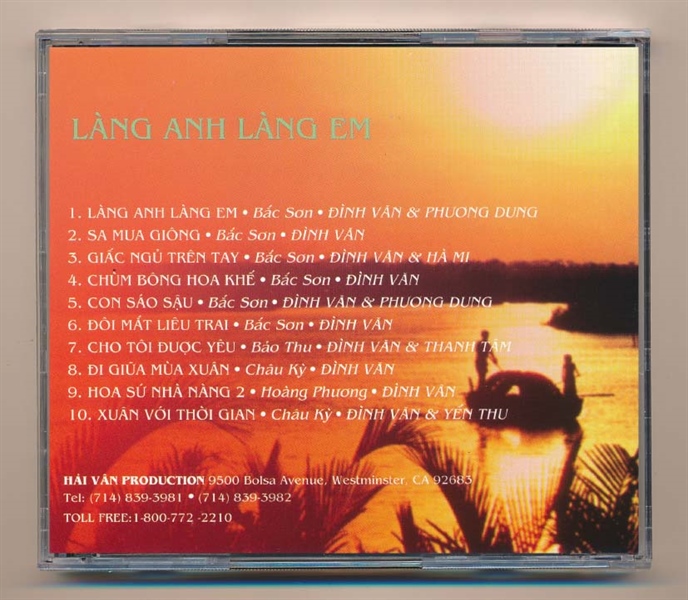 LÀNG ANH LÀNG EM
1. LÀNG ANH LÀNG EM • Bắc Sơn • ĐÌNH VĂN & PHƯƠNG DUNG
2. SA MƯA GIÔNG • Bắc Sơn • ĐÌNH VĂN
3. GIẤC NGỦ TRÊN TAY • Bắc Sơn • ĐÌNH VĂN & HÀ MI
4. CHÙM BÔNG HOA KHẾ • Bắc Sơn • ĐÌNH VĂN
5. CON SÁO SẬU • Bắc Sơn • ĐÌNH VĂN & PHƯƠNG DUNG
6. ĐÔI MẮT LIÊU TRAI • Bắc Sơn • ĐÌNH VĂN
7. CHO TÔI ĐƯỢC YÊU • Bảo Thu • ĐÌNH VĂN & THANH TÂM
8. ĐI GIỮA MÙA XUÂN • Châu Kỳ • ĐÌNH VĂN
9. HOA SỨ NHÀ NÀNG 2 • Hoàng Phương • ĐÌNH VĂN
10. XUÂN VỚI THỜI GIAN • Châu Kỳ • ĐÌNH VĂN & YẾN THU
HẢI VÂN PRODUCTION 9500 Bolsa Avenue, Westminster, CA 92683
Tel: (714) 839-3981 • (714) 839-3982
TOLL FREE:1-800-772 -2210